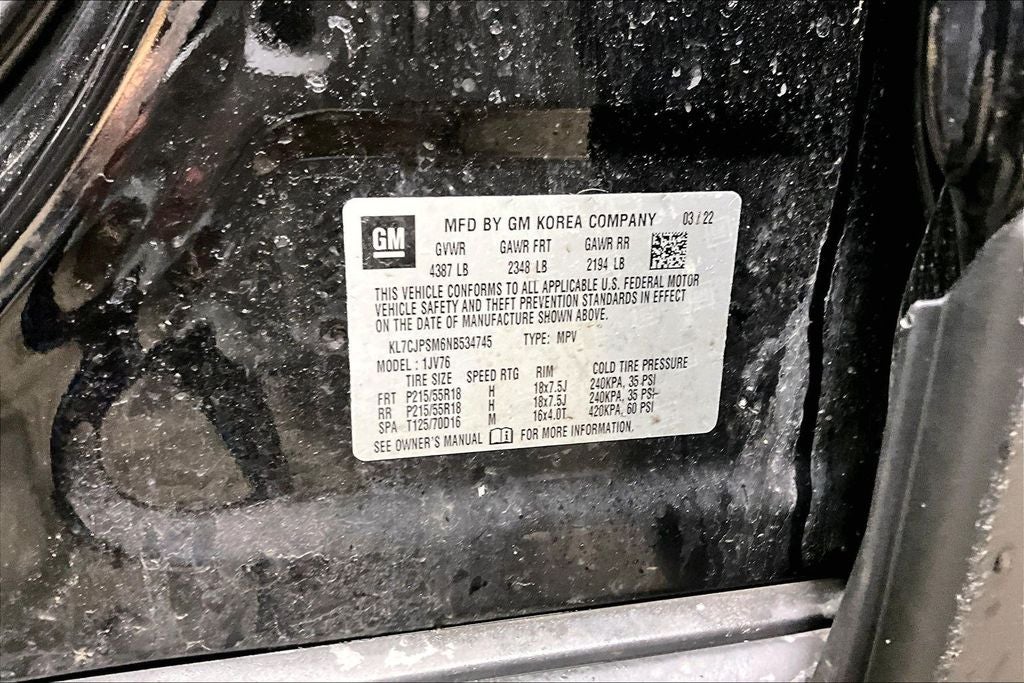 GM
MFD BY GM KOREA COMPANY 03 / 22
GVWR GAWR FRT GAWR RR
4387 LB 2348 LB 2194 LB
THIS VEHICLE CONFORMS TO ALL APPLICABLE U.S. FEDERAL MOTOR
VEHICLE SAFETY AND THEFT PREVENTION STANDARDS IN EFFECT
ON THE DATE OF MANUFACTURE SHOWN ABOVE.
KL7CJPSM6NB534745 TYPE: MPV
MODEL : 1JV76
TIRE SIZE SPEED RTG RIM COLD TIRE PRESSURE
FRT P215/55R18 H 18x7.5J 240KPA, 35 PSI
RR P215/55R18 H 18x7.5J 240KPA, 35 PSI
SPA T125/70D16 M 16x4.0T 420KPA, 60 PSI
SEE OWNER'S MANUAL FOR MORE INFORMATION.